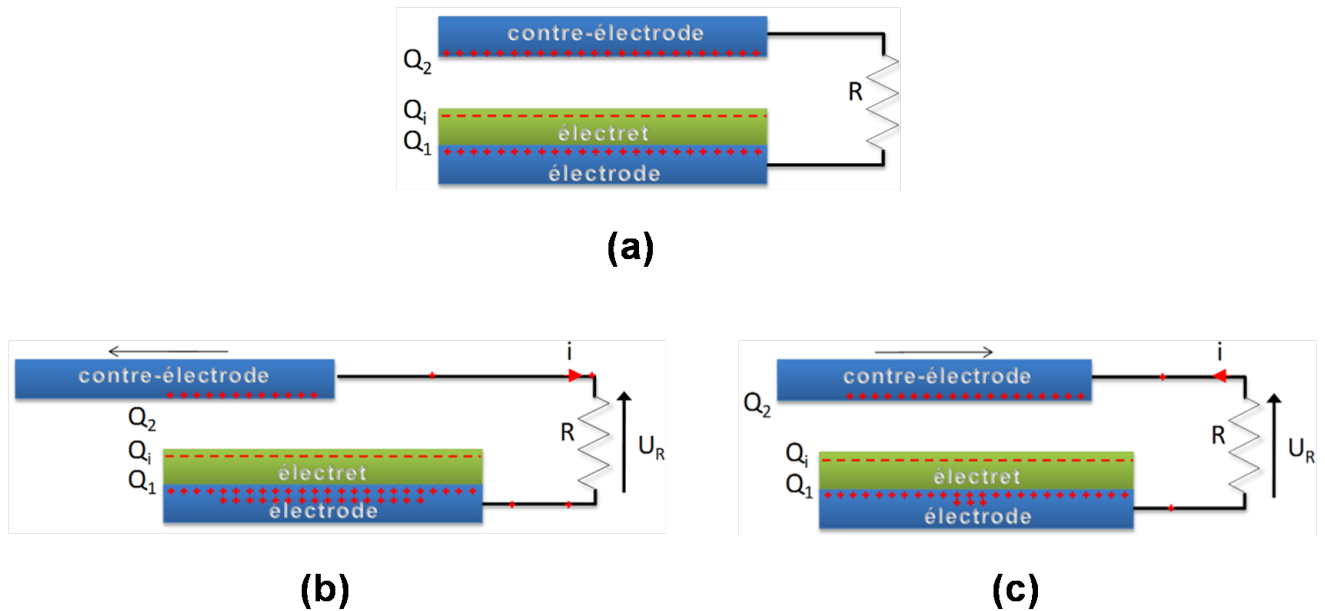 contre-électrode
Q2
R
Qi
électret
Q1
électrode
(a)
i
contre-électrode
Q2
R
UR
Qi
électret
Q1
électrode
(b)
i
contre-électrode
Q2
R
UR
Qi
électret
Q1
électrode
(c)